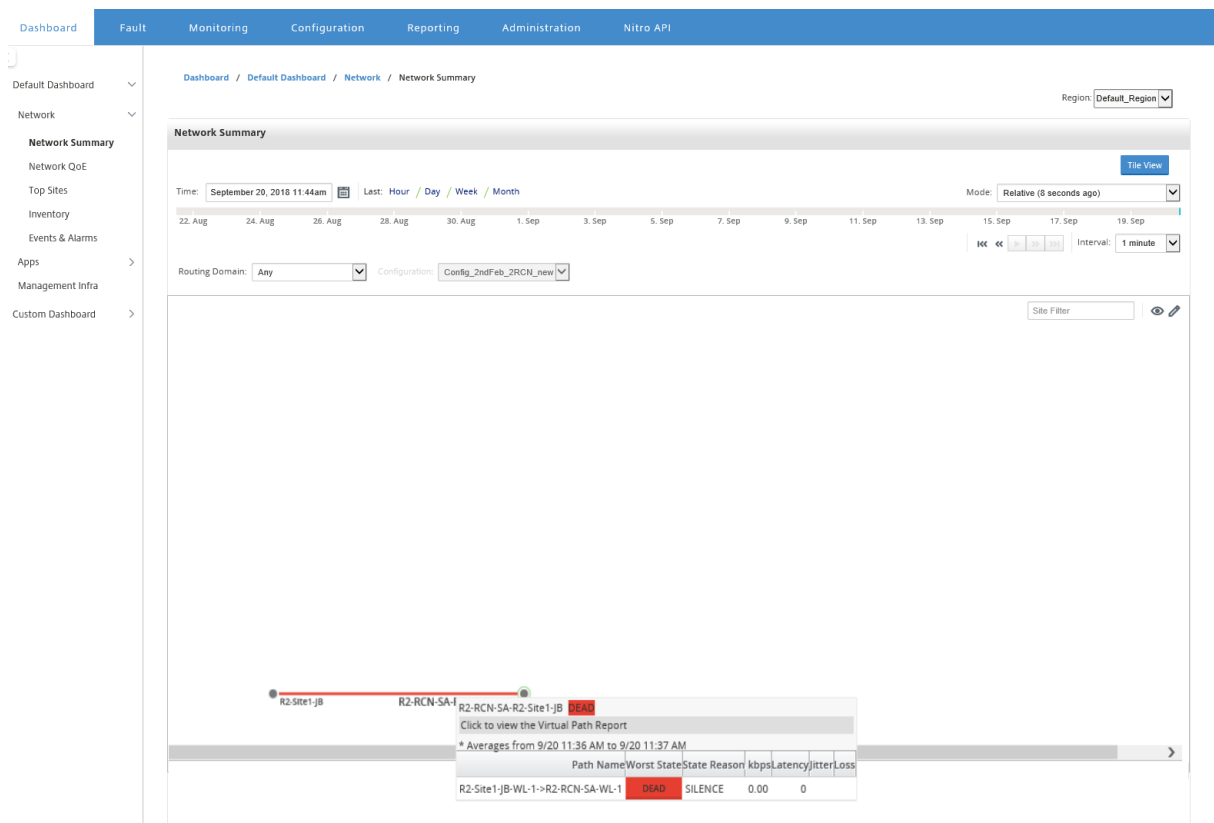 Dashboard Fault Monitoring Configuration Reporting Administration Nitro API
Default Dashboard
Network
Network Summary
Network QoE
Top Sites
Inventory
Events & Alarms
Apps
Management Infra
Custom Dashboard
Dashboard / Default Dashboard / Network / Network Summary
Region: Default_Region
Network Summary
Tile View
Time: September 20, 2018 11:44am Last: Hour / Day / Week / Month Mode: Relative (8 seconds ago)
22. Aug 24. Aug 26. Aug 28. Aug 30. Aug 1. Sep 3. Sep 5. Sep 7. Sep 9. Sep 11. Sep 13. Sep 15. Sep 17. Sep 19. Sep
Interval: 1 minute
Routing Domain: Any Configuration: Config_2ndFeb_2RCN_new
Site Filter
R2-Site1-JB R2-RCN-SA-
R2-RCN-SA-R2-Site1-JB DEAD
Click to view the Virtual Path Report
* Averages from 9/20 11:36 AM to 9/20 11:37 AM
Path Name Worst State State Reason kbps Latency Jitter Loss
R2-Site1-JB-WL-1->R2-RCN-SA-WL-1 DEAD SILENCE 0.00 0